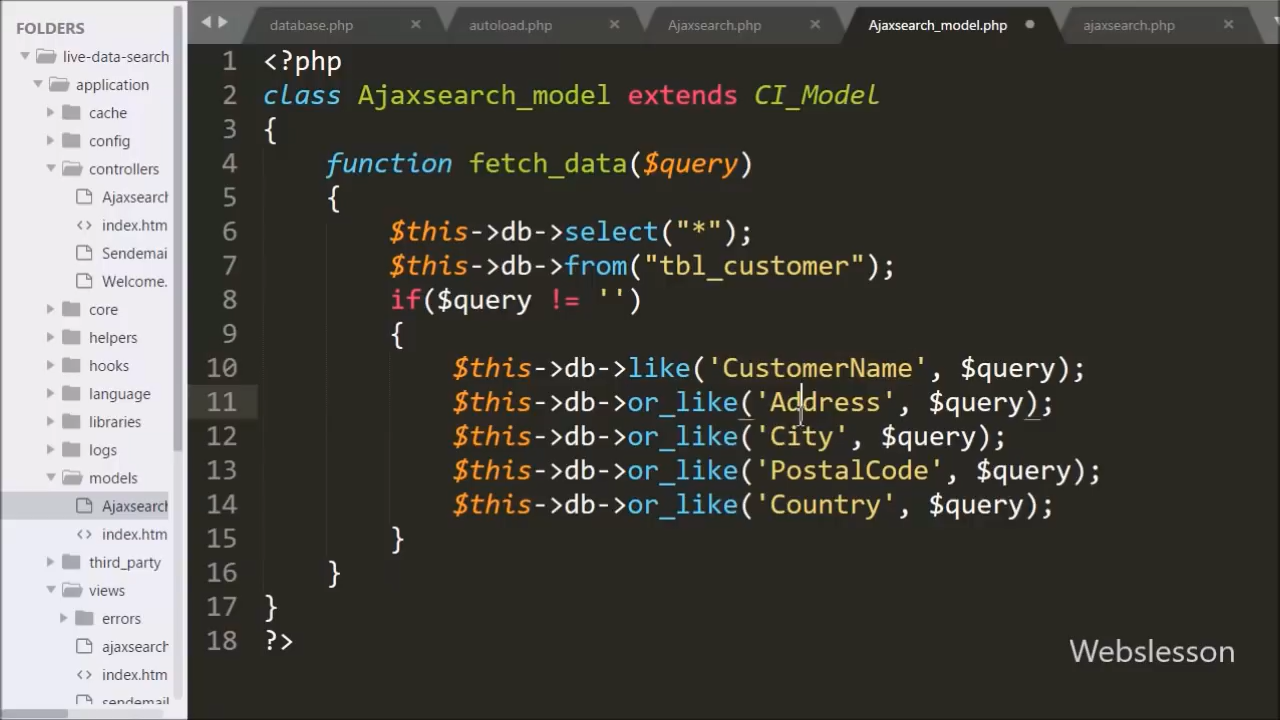 FOLDERS
live-data-search
application
cache
config
controllers
Ajaxsearch
index.htm
Sendemai
Welcome.
core
helpers
hooks
language
libraries
logs
models
Ajaxsearch
index.htm
third_party
views
errors
ajaxsearch
index.htm
sendemail
database.php
autoload.php
Ajaxsearch.php
Ajaxsearch_model.php
ajaxsearch.php
1 <?php
2 class Ajaxsearch_model extends CI_Model
3 {
4 function fetch_data($query)
5 {
6 $this->db->select("*");
7 $this->db->from("tbl_customer");
8 if($query != '')
9 {
10 $this->db->like('CustomerName', $query);
11 $this->db->or_like('Address', $query);
12 $this->db->or_like('City', $query);
13 $this->db->or_like('PostalCode', $query);
14 $this->db->or_like('Country', $query);
15 }
16 }
17 }
18 ?>
Webslesson